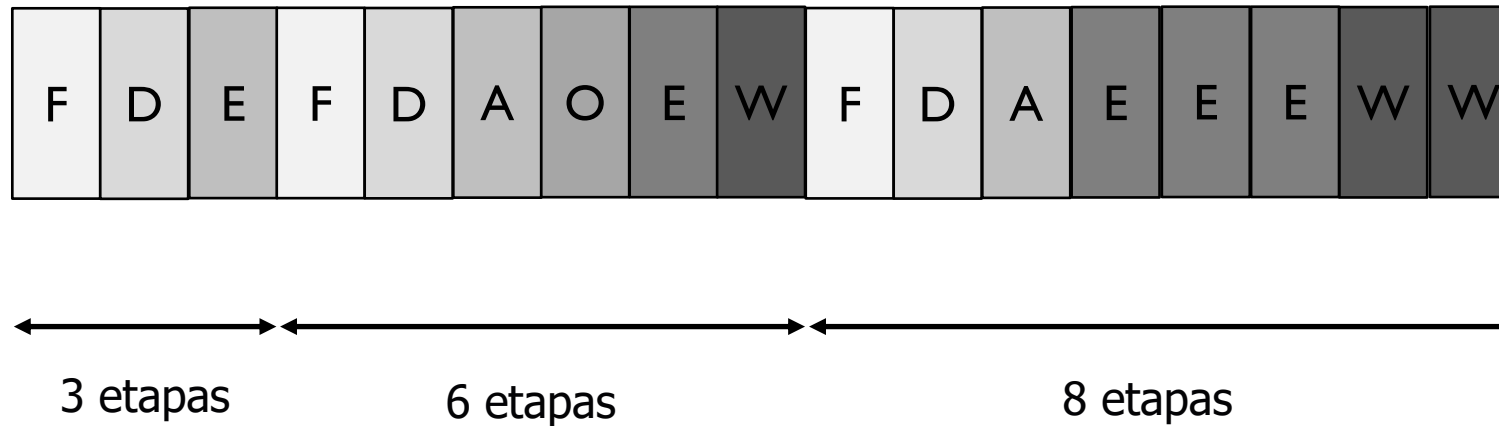 F D E F D A O E W F D A E E E W W
3 etapas 6 etapas 8 etapas